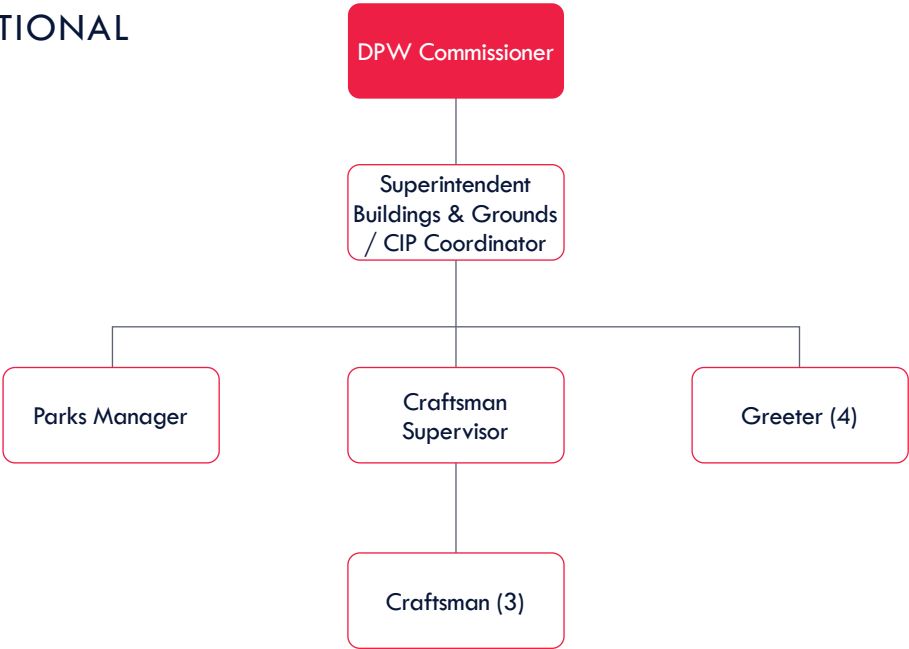 TIONAL
DPW Commissioner
Superintendent
Buildings & Grounds
/ CIP Coordinator
Parks Manager
Craftsman
Supervisor
Greeter (4)
Craftsman (3)